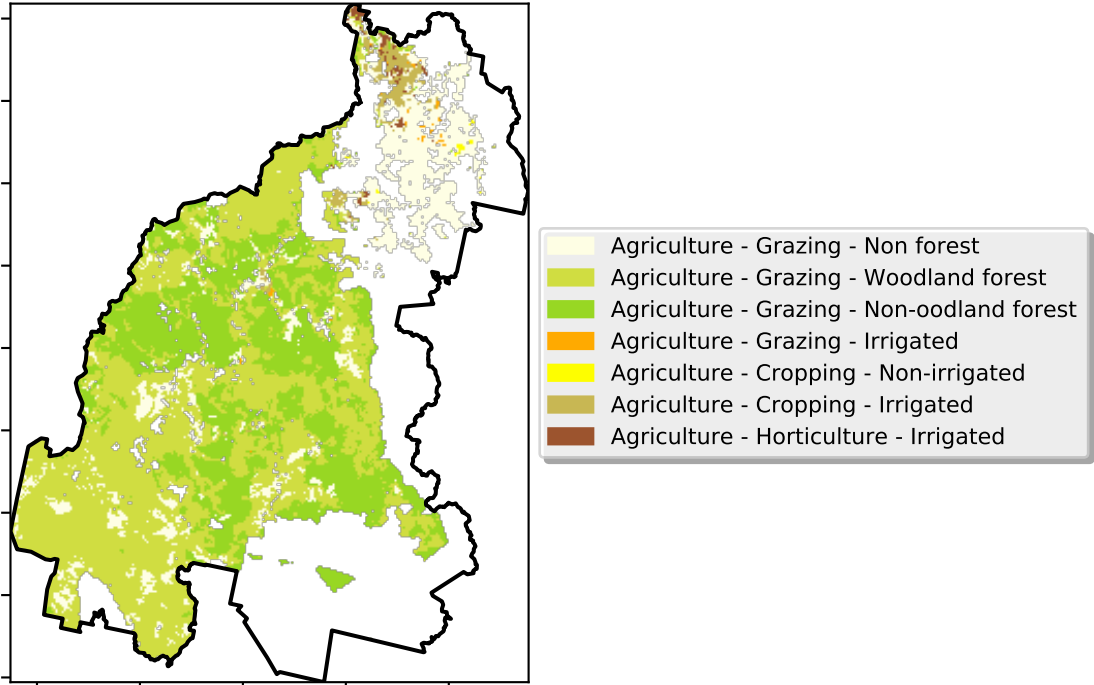 Agriculture - Grazing - Non forest
Agriculture - Grazing - Woodland forest
Agriculture - Grazing - Non-oodland forest
Agriculture - Grazing - Irrigated
Agriculture - Cropping - Non-irrigated
Agriculture - Cropping - Irrigated
Agriculture - Horticulture - Irrigated